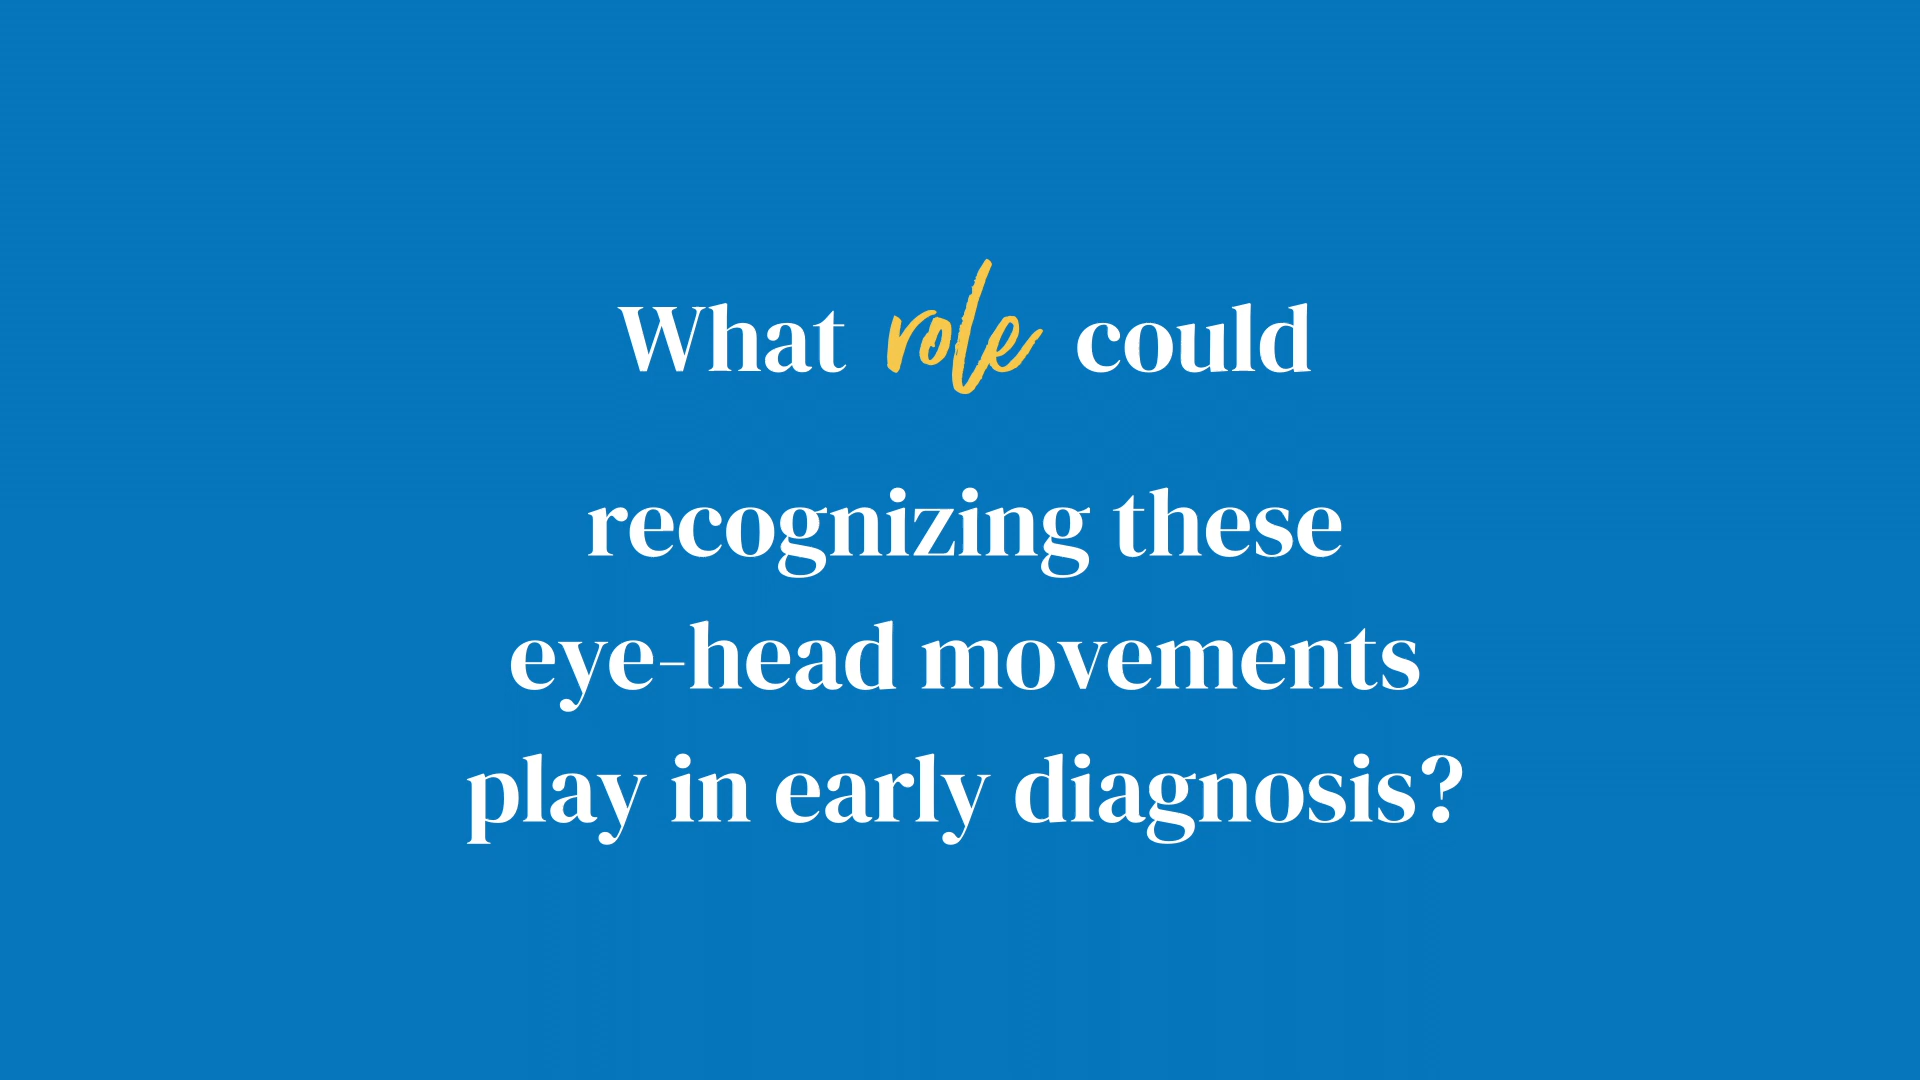 What role could
recognizing these
eye-head movements
play in early diagnosis?